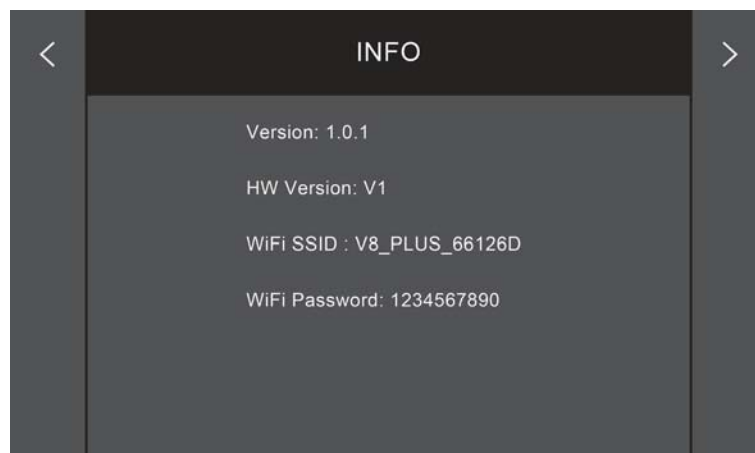 INFO
Version: 1.0.1
HW Version: V1
WiFi SSID : V8_PLUS_66126D
WiFi Password: 1234567890